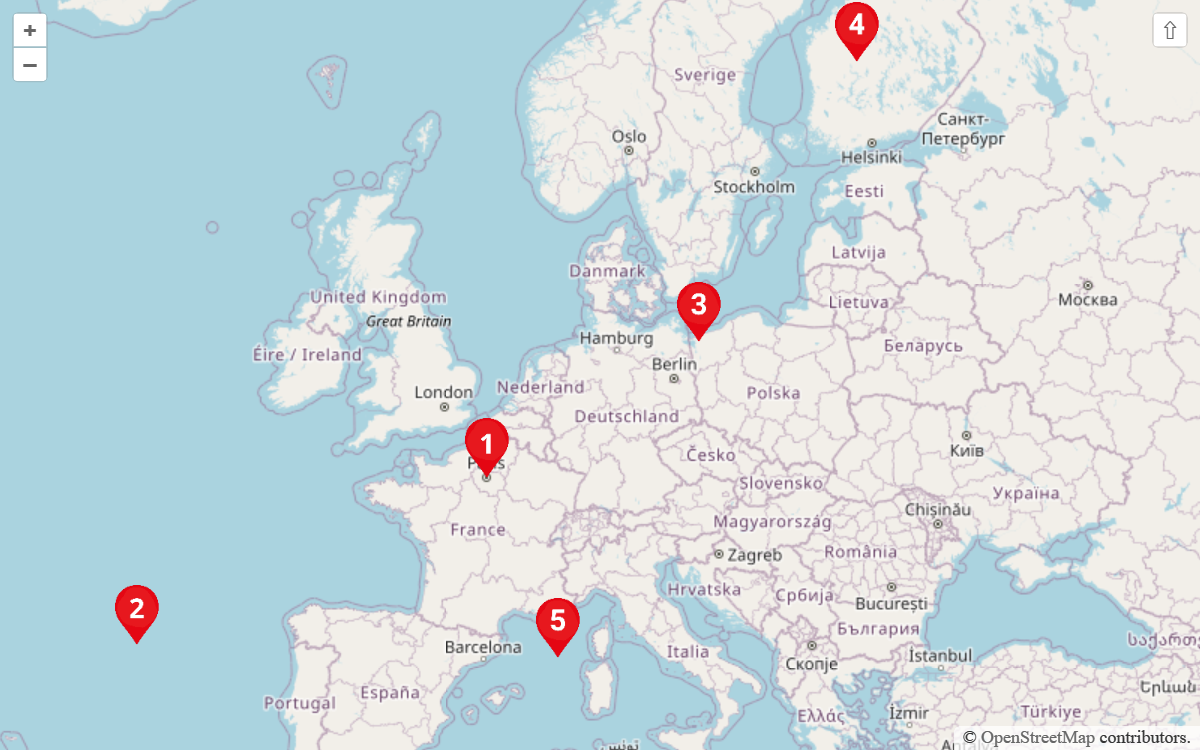 +
−
⇧
4
Sverige
Санкт-
Петербург
Oslo
Helsinki
Stockholm
Eesti
Latvija
Danmark
United Kingdom
Москва
3
Lietuva
Great Britain
Hamburg
Беларусь
Éire / Ireland
Berlin
Nederland
London
Polska
Deutschland
1
Київ
Česko
Slovensko
Україна
Chișinău
Magyarország
France
Zagreb
România
Hrvatska
Србија
București
2
5
България
Barcelona
Italia
Скопје
İstanbul
España
Portugal
Ελλάς
İzmir
Türkiye
© OpenStreetMap contributors.